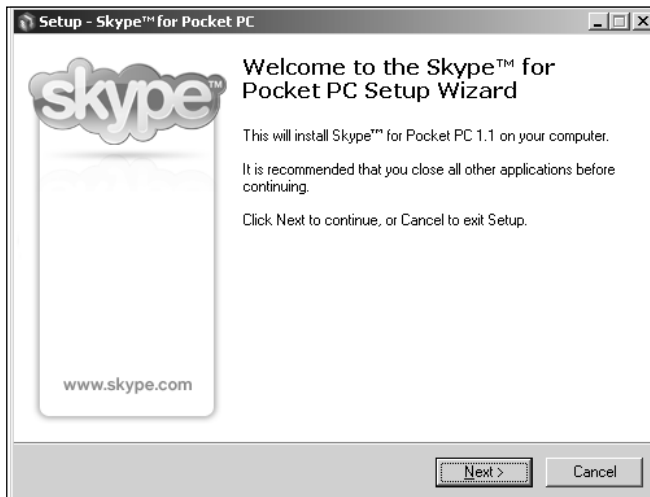 Setup - Skype™ for Pocket PC
skype™
Welcome to the Skype™ for
Pocket PC Setup Wizard
This will install Skype™ for Pocket PC 1.1 on your computer.
It is recommended that you close all other applications before
continuing.
Click Next to continue, or Cancel to exit Setup.
www.skype.com
Next >
Cancel